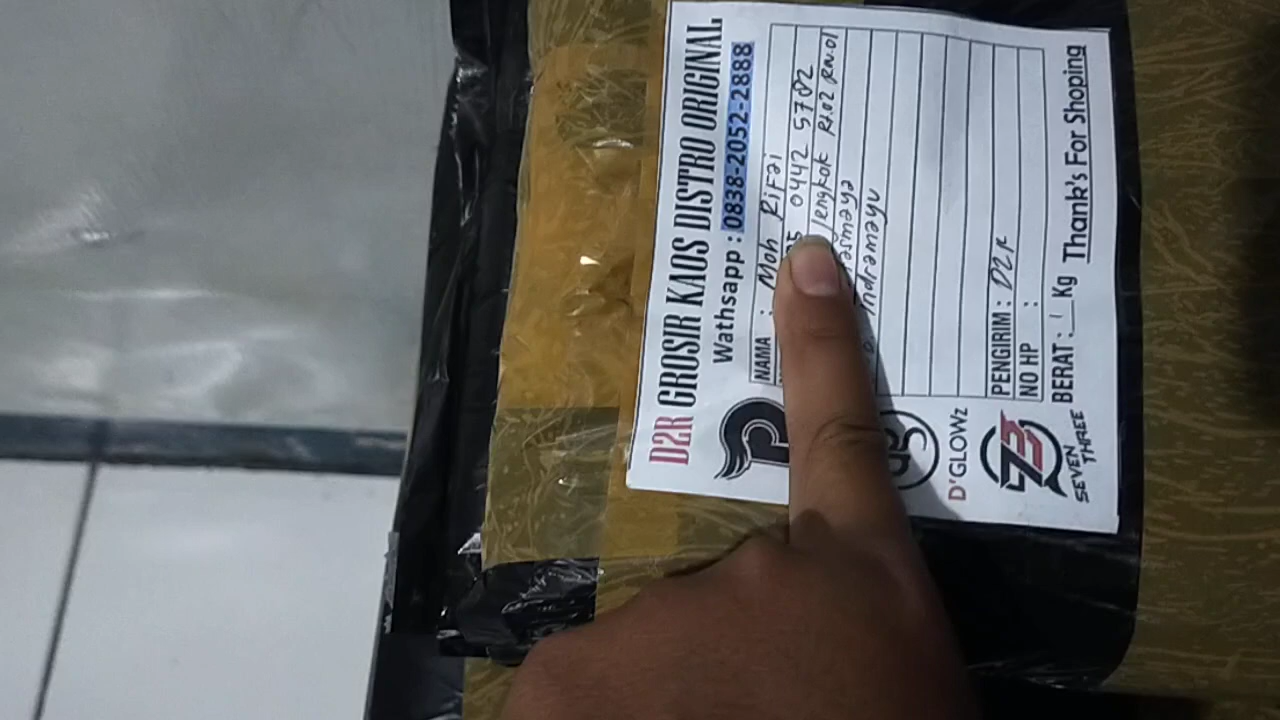 D2R GROSIR KAOS DISTRO ORIGINAL
Wathsapp : 0838-2052-2888
NAMA : Moh Rifai
0442 5782
Jengkok Rt.02 Rw.01
Indramayu
PENGIRIM : D2R
NO HP :
BERAT : 1 Kg
Thank's For Shoping
D'GLOWz
73
SEVEN
THREE